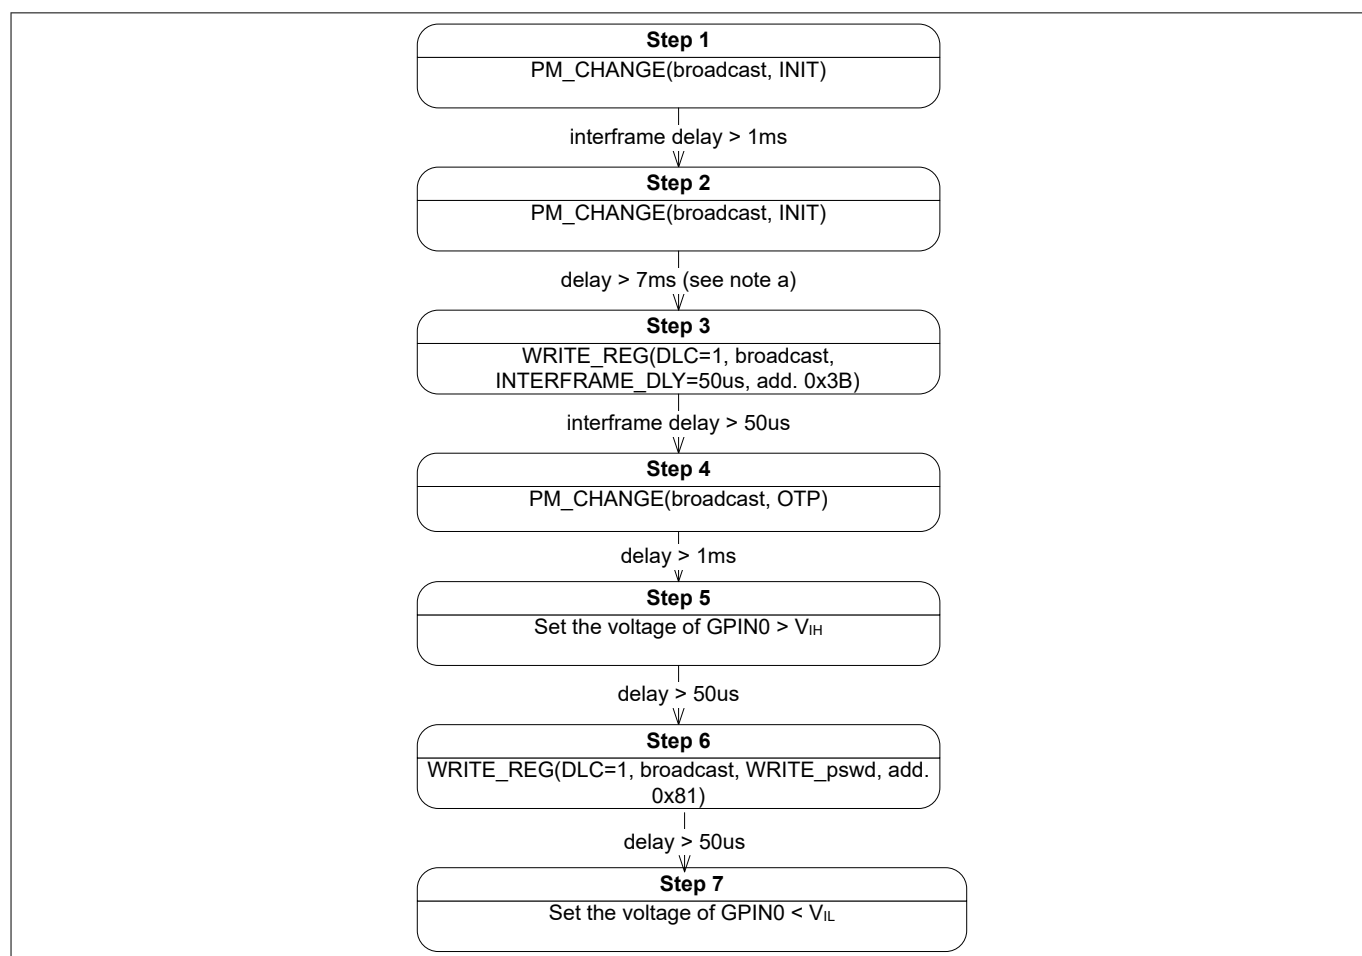 Step 1
PM_CHANGE(broadcast, INIT)
interframe delay > 1ms
Step 2
PM_CHANGE(broadcast, INIT)
delay > 7ms (see note a)
Step 3
WRITE_REG(DLC=1, broadcast,
INTERFRAME_DLY=50us, add. 0x3B)
interframe delay > 50us
Step 4
PM_CHANGE(broadcast, OTP)
delay > 1ms
Step 5
Set the voltage of GPIN0 > VIH
delay > 50us
Step 6
WRITE_REG(DLC=1, broadcast, WRITE_pswd, add.
0x81)
delay > 50us
Step 7
Set the voltage of GPIN0 < VIL